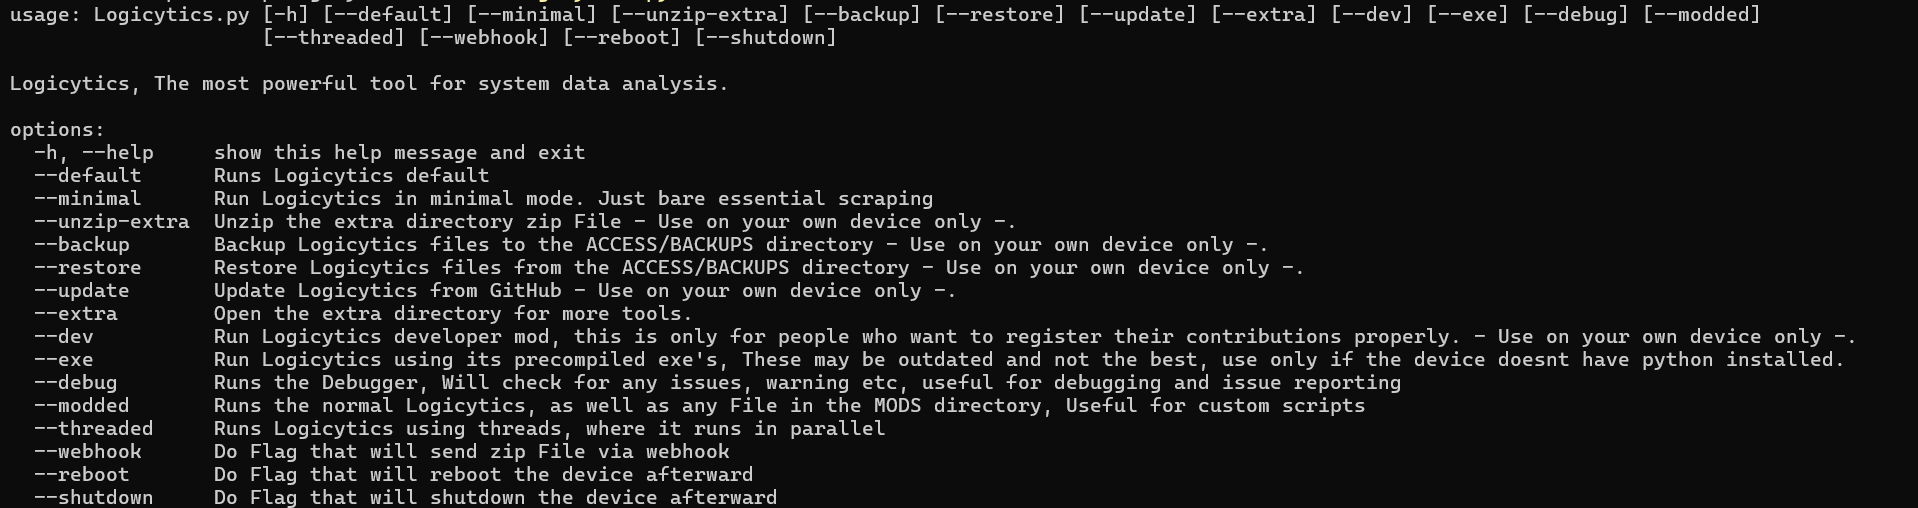 usage: Logicytics.py [-h] [--default] [--minimal] [--unzip-extra] [--backup] [--restore] [--update] [--extra] [--dev] [--exe] [--debug] [--modded]
                     [--threaded] [--webhook] [--reboot] [--shutdown]

Logicytics, The most powerful tool for system data analysis.

options:
  -h, --help     show this help message and exit
  --default      Runs Logicytics default
  --minimal      Run Logicytics in minimal mode. Just bare essential scraping
  --unzip-extra  Unzip the extra directory zip File - Use on your own device only -.
  --backup       Backup Logicytics files to the ACCESS/BACKUPS directory - Use on your own device only -.
  --restore      Restore Logicytics files from the ACCESS/BACKUPS directory - Use on your own device only -.
  --update       Update Logicytics from GitHub - Use on your own device only -.
  --extra        Open the extra directory for more tools.
  --dev          Run Logicytics developer mod, this is only for people who want to register their contributions properly. - Use on your own device only -.
  --exe          Run Logicytics using its precompiled exe's, These may be outdated and not the best, use only if the device doesnt have python installed.
  --debug        Runs the Debugger, Will check for any issues, warning etc, useful for debugging and issue reporting
  --modded       Runs the normal Logicytics, as well as any File in the MODS directory, Useful for custom scripts
  --threaded     Runs Logicytics using threads, where it runs in parallel
  --webhook      Do Flag that will send zip File via webhook
  --reboot       Do Flag that will reboot the device afterward
  --shutdown     Do Flag that will shutdown the device afterward